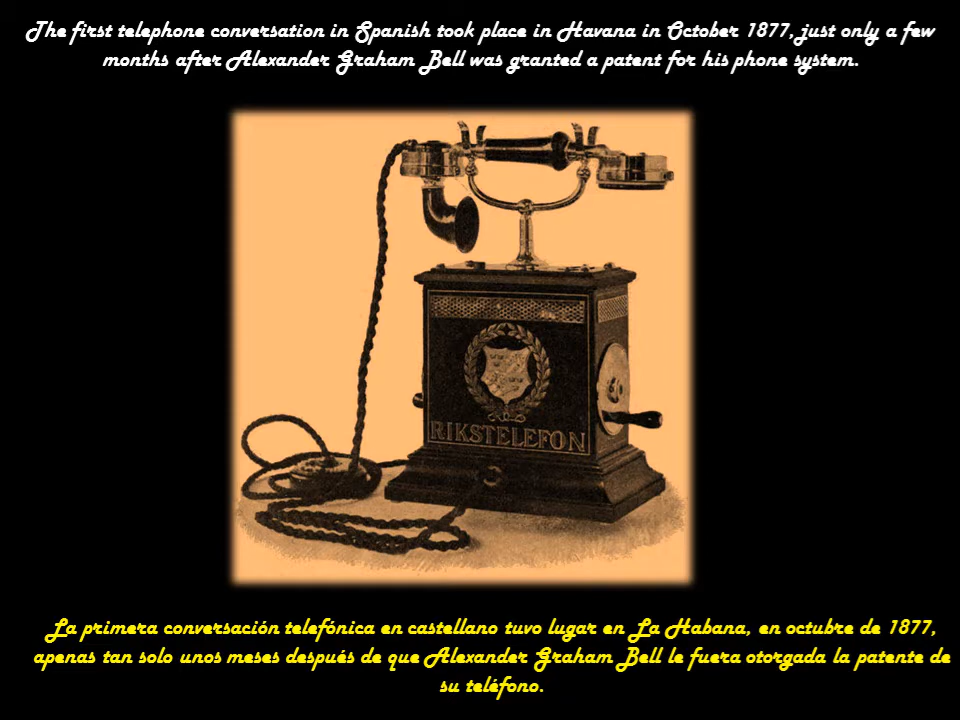 The first telephone conversation in Spanish took place in Havana in October 1877, just only a few
months after Alexander Graham Bell was granted a patent for his phone system.
RIKSTELEFON
La primera conversación telefónica en castellano tuvo lugar en La Habana, en octubre de 1877,
apenas tan solo unos meses después de que Alexander Graham Bell le fuera otorgada la patente de
su teléfono.